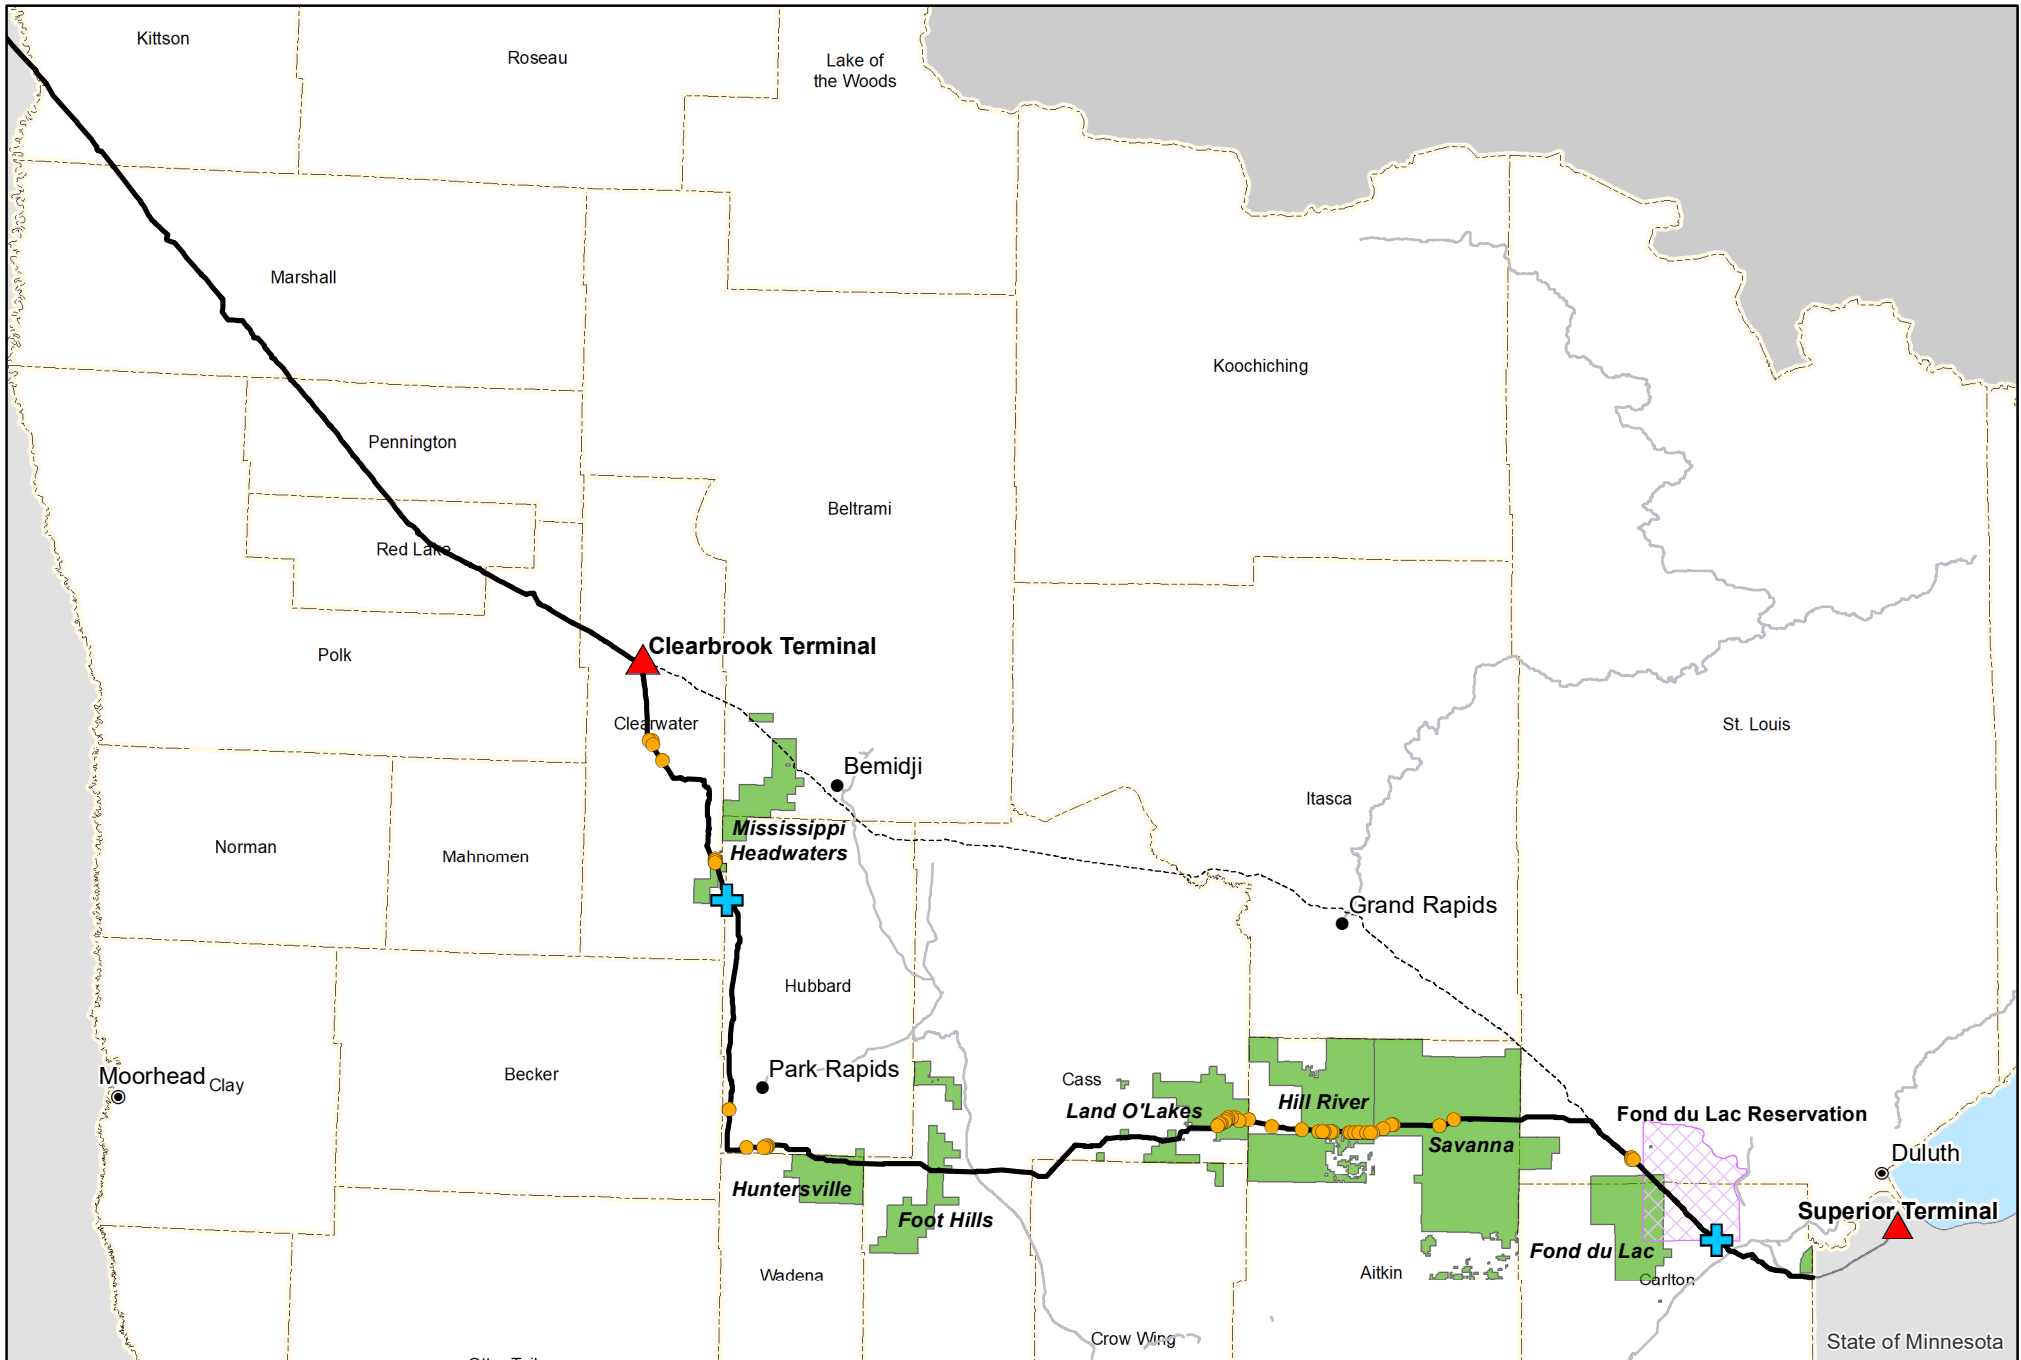 Kittson
Roseau
Lake of
the Woods
Marshall
Koochiching
Pennington
Beltrami
Red Lake
Clearbrook Terminal
Polk
Clearwater
St. Louis
Bemidji
Itasca
Mississippi
Headwaters
Norman
Mahnomen
Grand Rapids
Hubbard
Park Rapids
Moorhead
Clay
Becker
Cass
Land O'Lakes
Hill River
Fond du Lac Reservation
Savanna
Duluth
Huntersville
Foot Hills
Superior Terminal
Fond du Lac
Wadena
Aitkin
Carlton
Crow Wing
State of Minnesota